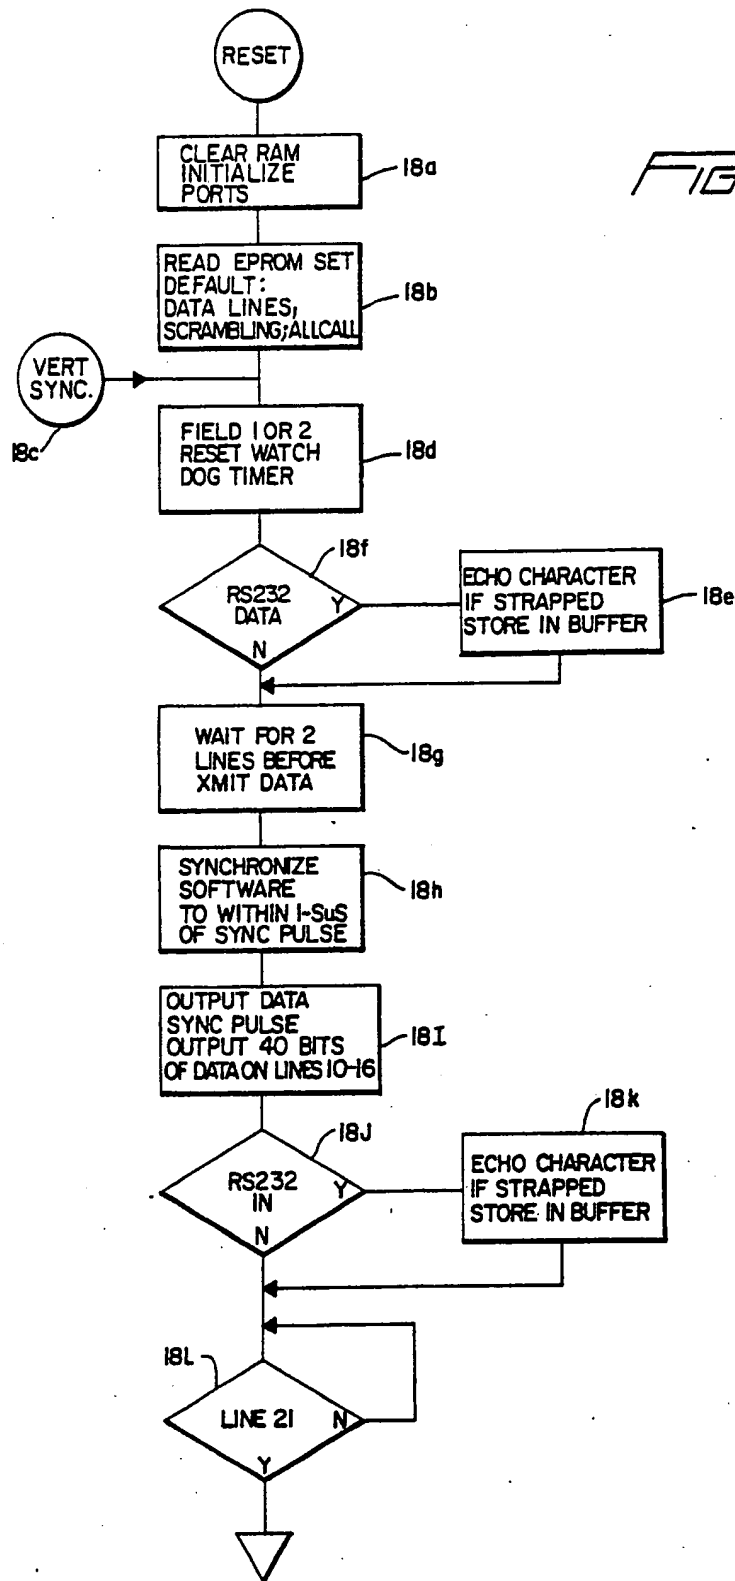 RESET
CLEAR RAM
INITIALIZE
PORTS
18a
FIG
READ EPROM SET
DEFAULT:
DATA LINES,
SCRAMBLING; ALLCALL
18b
VERT
SYNC.
18c
FIELD 1 OR 2
RESET WATCH
DOG TIMER
18d
18f
RS232
DATA
Y
N
ECHO CHARACTER
IF STRAPPED
STORE IN BUFFER
18e
WAIT FOR 2
LINES BEFORE
XMIT DATA
18g
SYNCHRONIZE
SOFTWARE
TO WITHIN 1-SuS
OF SYNC PULSE
18h
OUTPUT DATA
SYNC PULSE
OUTPUT 40 BITS
OF DATA ON LINES 10-16
18I
18J
RS232
IN
Y
N
18k
ECHO CHARACTER
IF STRAPPED
STORE IN BUFFER
18L
LINE 21
N
Y